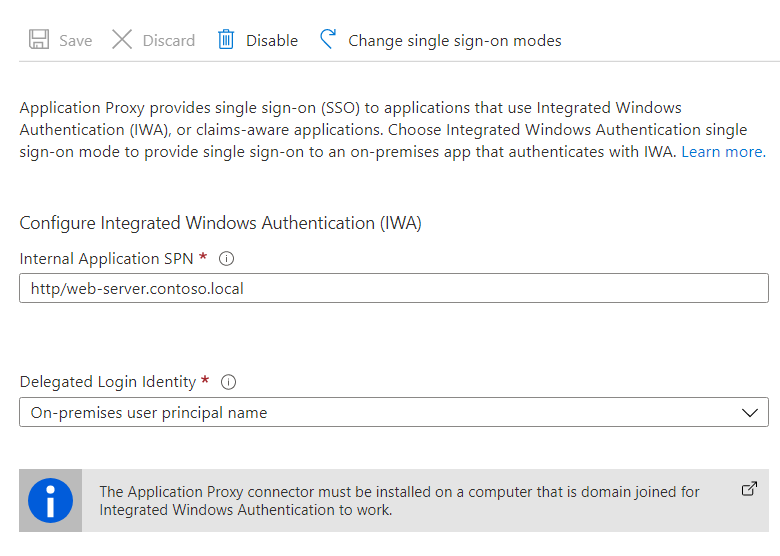 Save Discard Disable Change single sign-on modes
Application Proxy provides single sign-on (SSO) to applications that use Integrated Windows
Authentication (IWA), or claims-aware applications. Choose Integrated Windows Authentication single
sign-on mode to provide single sign-on to an on-premises app that authenticates with IWA. Learn more.
Configure Integrated Windows Authentication (IWA)
Internal Application SPN *
http/web-server.contoso.local
Delegated Login Identity *
On-premises user principal name
The Application Proxy connector must be installed on a computer that is domain joined for
Integrated Windows Authentication to work.